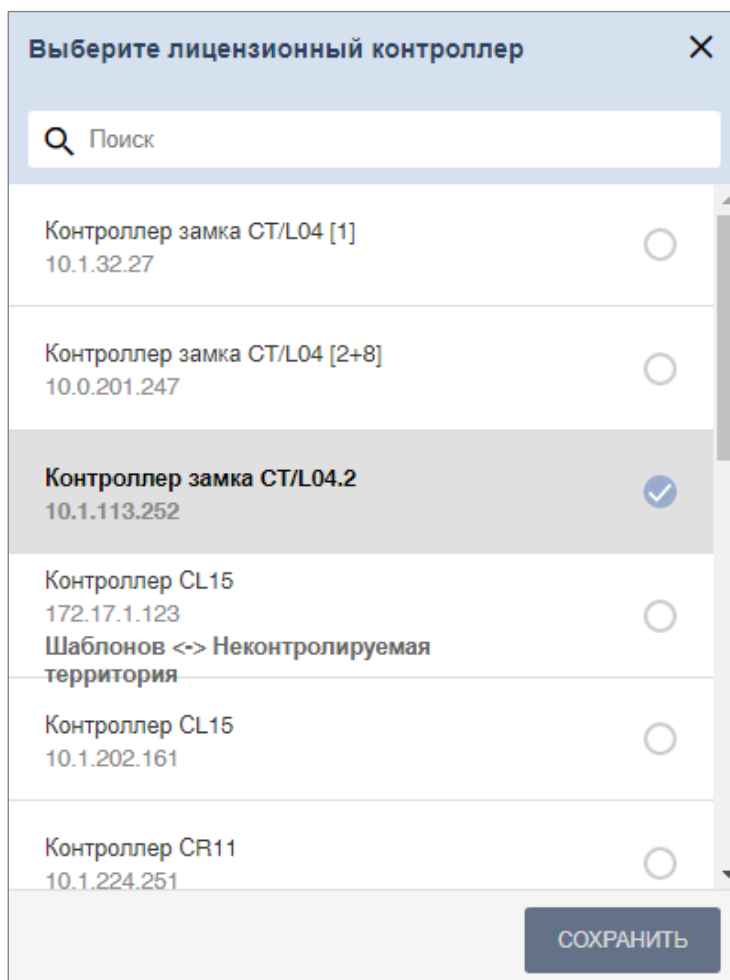 Выберите лицензионный контроллер
Поиск
Контроллер замка CT/L04 [1]
10.1.32.27
Контроллер замка CT/L04 [2+8]
10.0.201.247
Контроллер замка CT/L04.2
10.1.113.252
Контроллер CL15
172.17.1.123
Шаблонов <-> Неконтролируемая
территория
Контроллер CL15
10.1.202.161
Контроллер CR11
10.1.224.251
СОХРАНИТЬ